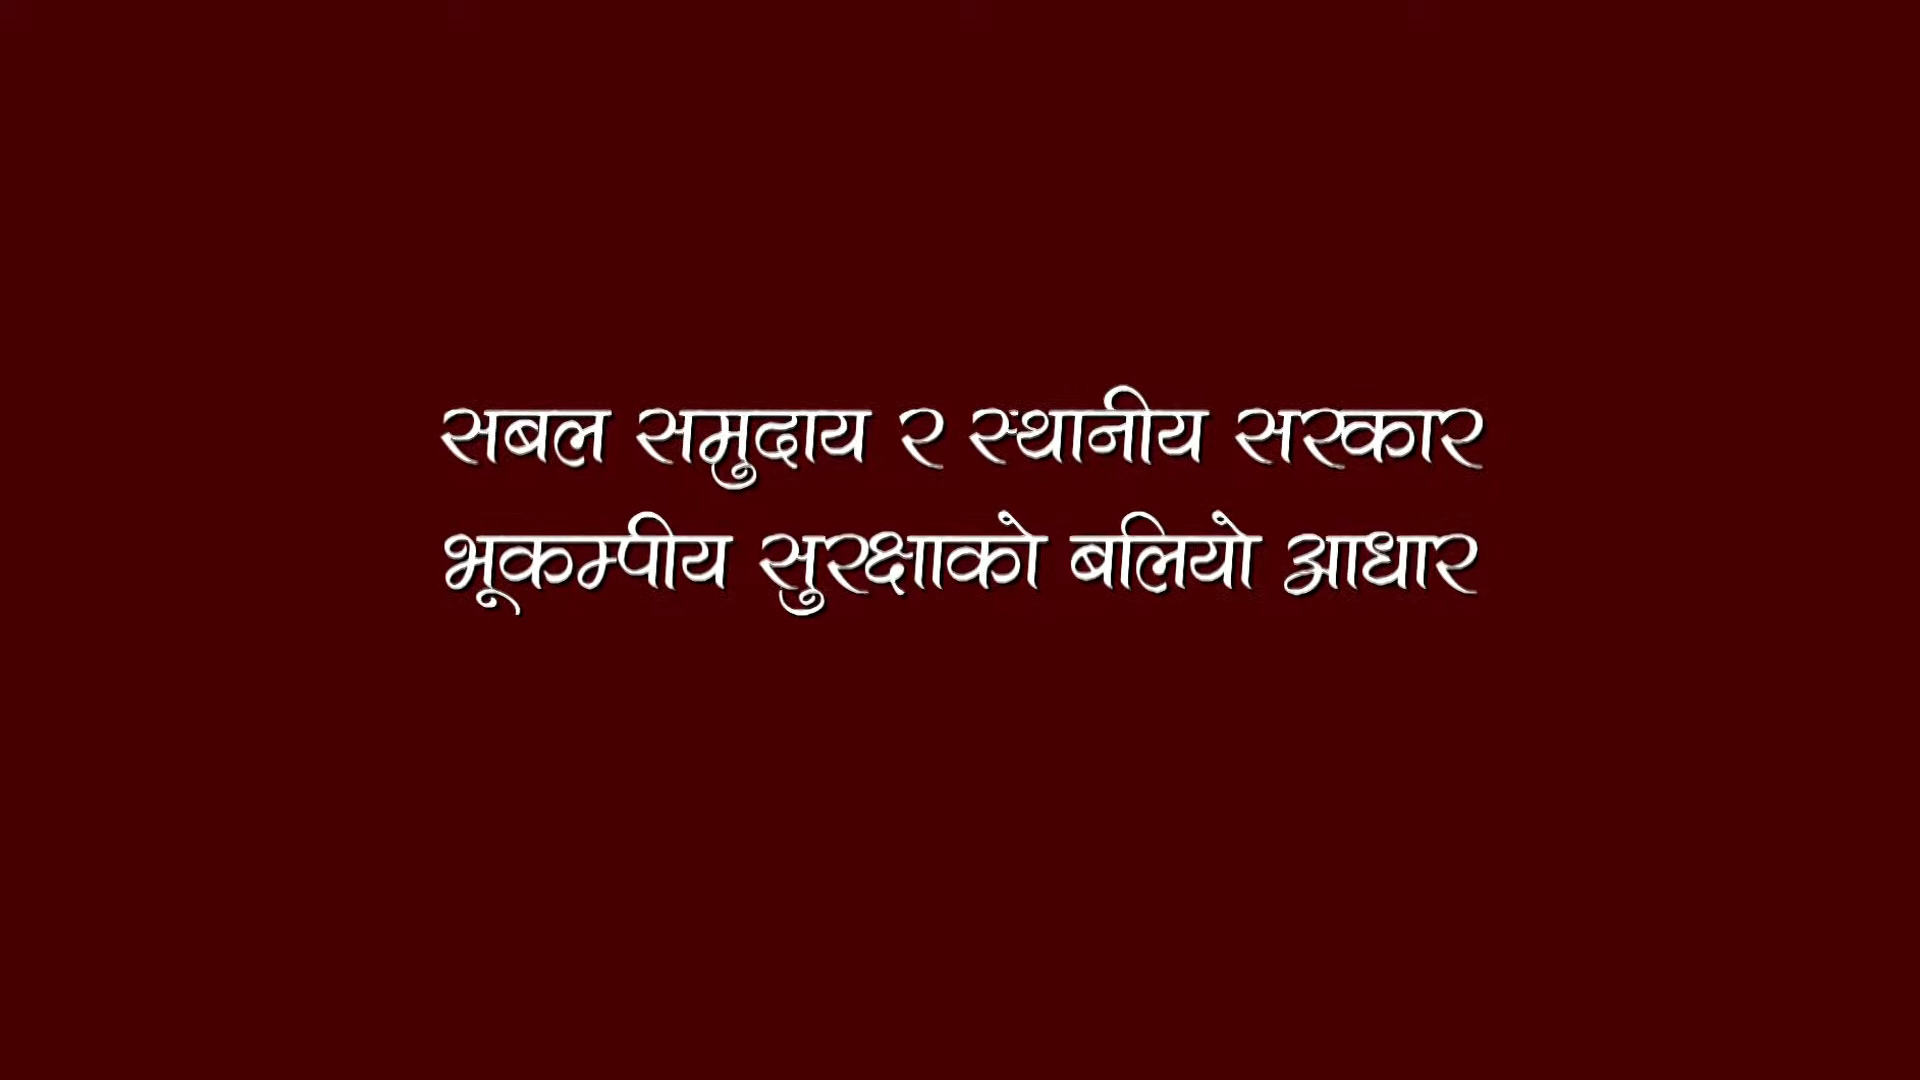 सबल समुदाय र स्थानीय सरकार
भूकम्पीय सुरक्षाको बलियो आधार